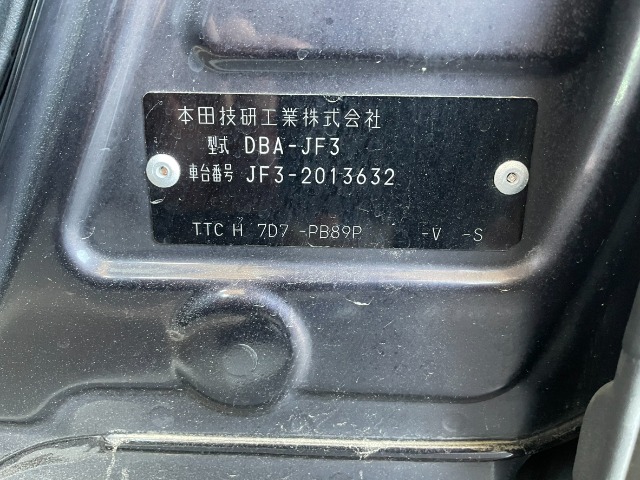 本田技研工業株式会社
型式 DBA-JF3
車台番号 JF3-2013632
TTC H 7D7 -PB89P -V -S